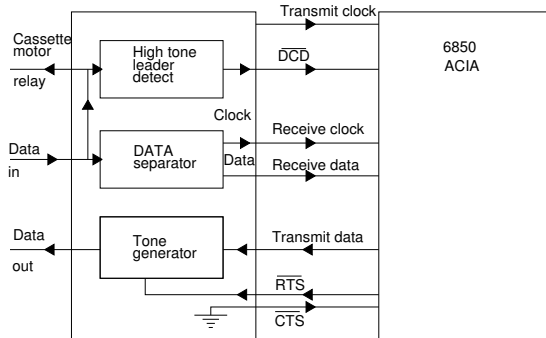 Transmit clock
Cassette
motor
relay
High tone
leader
detect
DCD
6850
ACIA
Clock
Receive clock
Data
in
DATA
separator
Data
Receive data
Data
out
Tone
generator
Transmit data
RTS
CTS